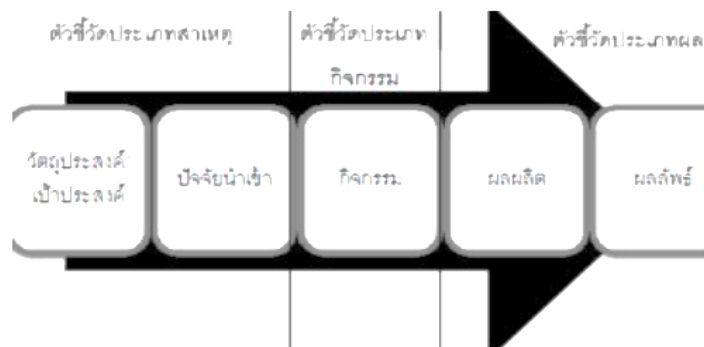 ตัวชี้วัดประเภทสาเหตุ
ตัวชี้วัดประเภท
กิจกรรม
ตัวชี้วัดประเภทผล
วัตถุประสงค์
เป้าประสงค์
ปัจจัยนำเข้า
กิจกรรม
ผลผลิต
ผลลัพธ์